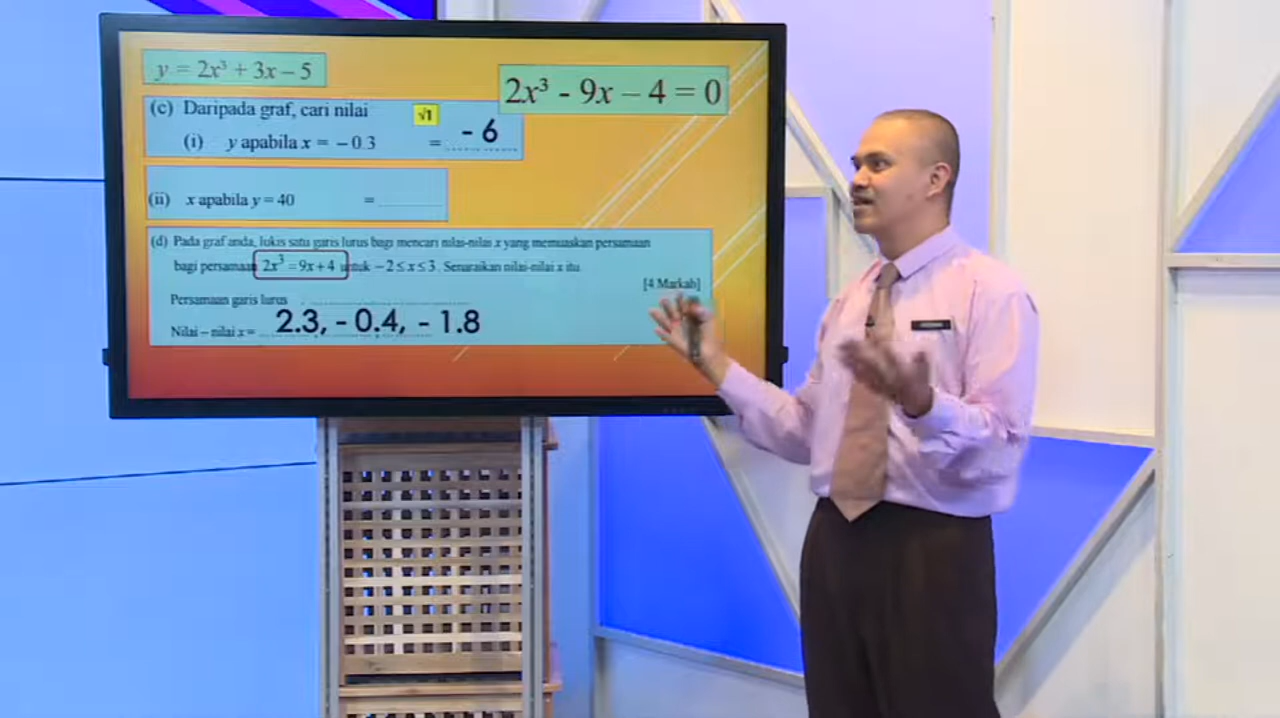 y = 2x³ + 3x – 5
2x³ - 9x – 4 = 0
(c) Daripada graf, cari nilai
√1
(i) y apabila x = – 0.3 = - 6
(ii) x apabila y = 40 =
(d) Pada graf anda, lukis satu garis lurus bagi mencari nilai-nilai x yang memuaskan persamaan
bagi persamaan 2x³ = 9x + 4 untuk – 2 ≤ x ≤ 3. Senaraikan nilai-nilai x itu.
[4 Markah]
Persamaan garis lurus
Nilai – nilai x = 2.3, - 0.4, - 1.8